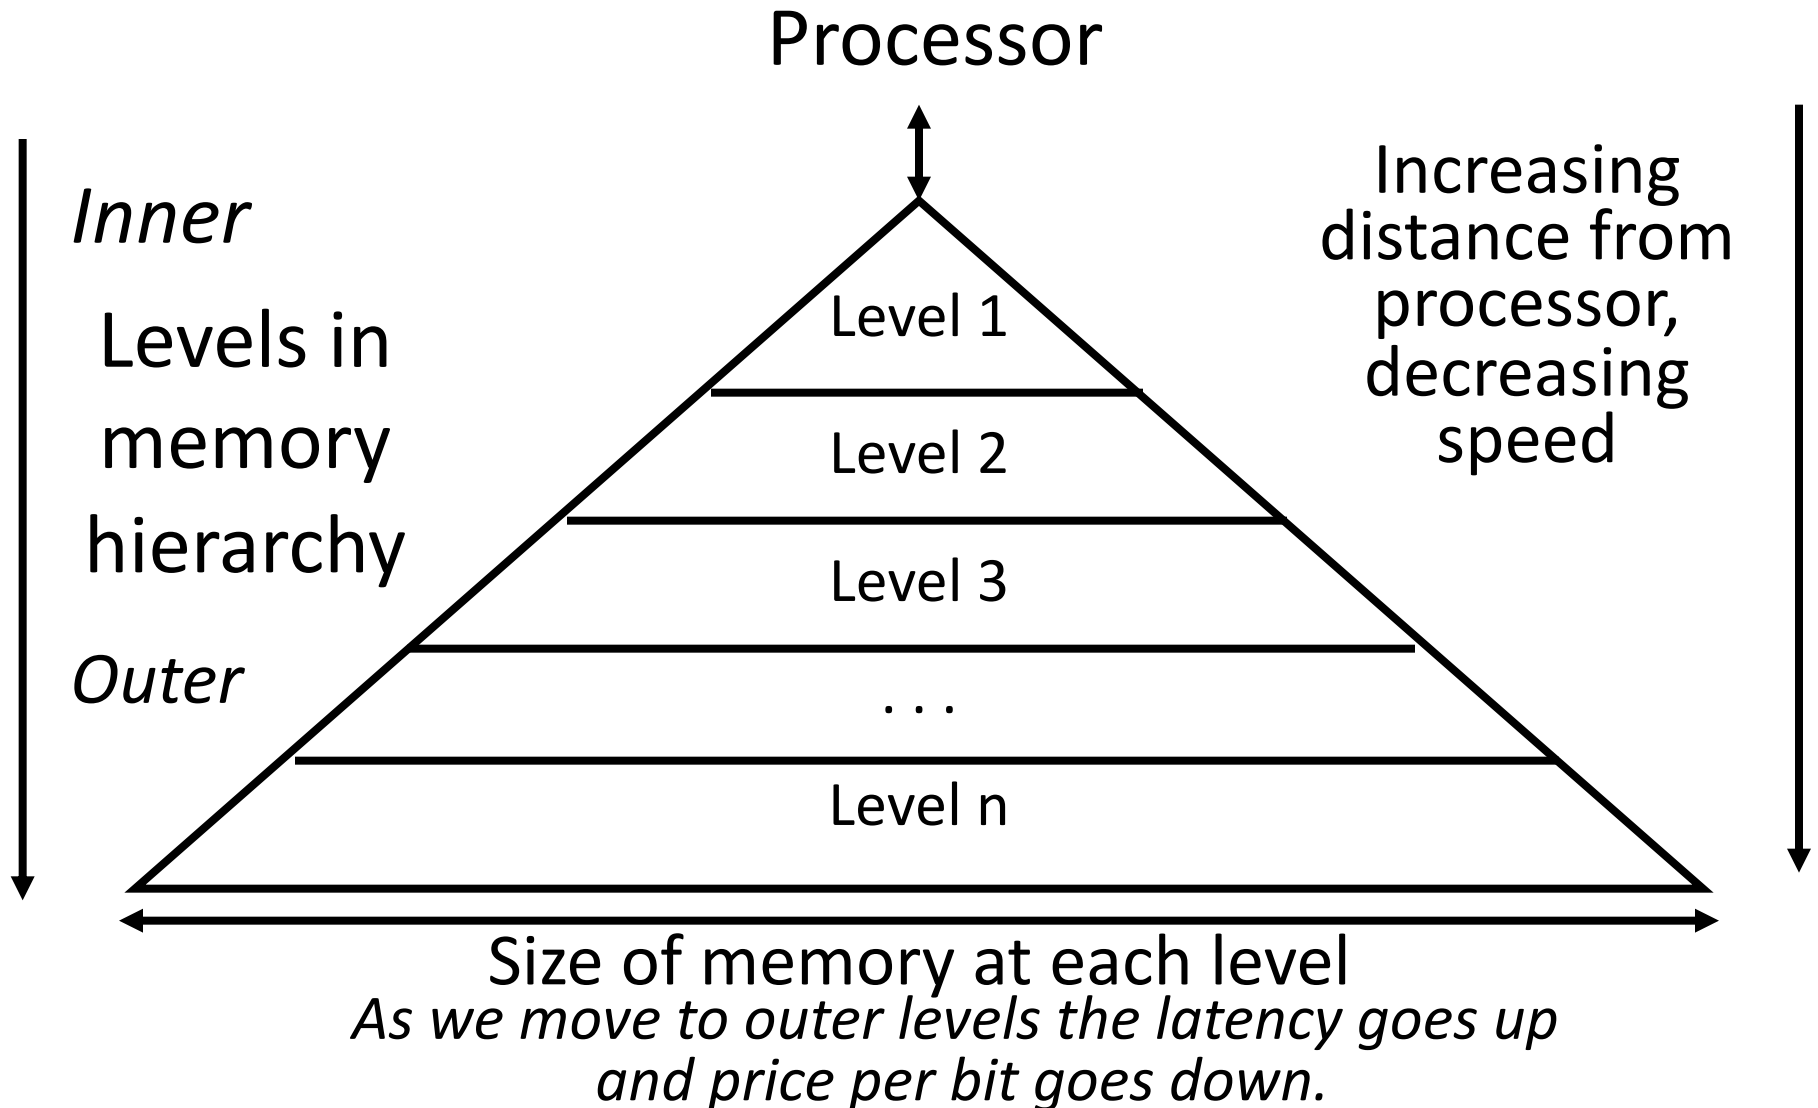 Processor
Inner
Levels in
memory
hierarchy
Outer
Level 1
Level 2
Level 3
. . .
Level n
Increasing
distance from
processor,
decreasing
speed
Size of memory at each level
As we move to outer levels the latency goes up
and price per bit goes down.